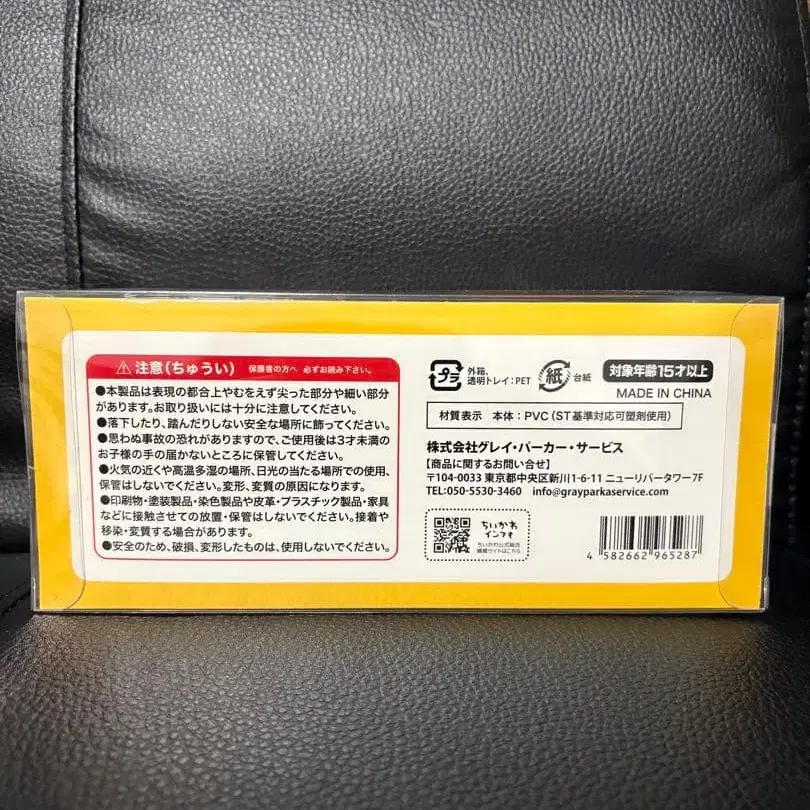 注意(ちゅうい) 保護者の方へ 必ずお読み下さい。
●本製品は表現の都合上やむをえず尖った部分や細い部分
があります。お取り扱いには十分に注意してください。
●落下したり、踏んだりしない安全な場所に飾ってください。
●思わぬ事故の恐れがありますので、ご使用後は3才未満の
お子様の手の届かないところに保管してください。
●火気の近くや高温多湿の場所、日光の当たる場所での使用、
保管はしないでください。変形、変質の原因になります。
●印刷物・塗装製品・染色製品や皮革・プラスチック製品・家具
などに接触させての放置・保管はしないでください。接着や
移染・変質する場合があります。
●安全のため、破損、変形したものは、使用しないでください。
プラ 外箱、
透明トレイ:PET
紙 台紙
対象年齢15才以上
MADE IN CHINA
材質表示 本体:PVC(ST基準対応可塑剤使用)
株式会社グレイ・パーカー・サービス
【商品に関するお問い合せ】
〒104-0033 東京都中央区新川1-6-11 ニューリバータワー7F
TEL:050-5530-3460 info@grayparkaservice.com
ちいかわ
インフォ
ちいかわ公式総合
情報サイトはこちら
4 582662 965287